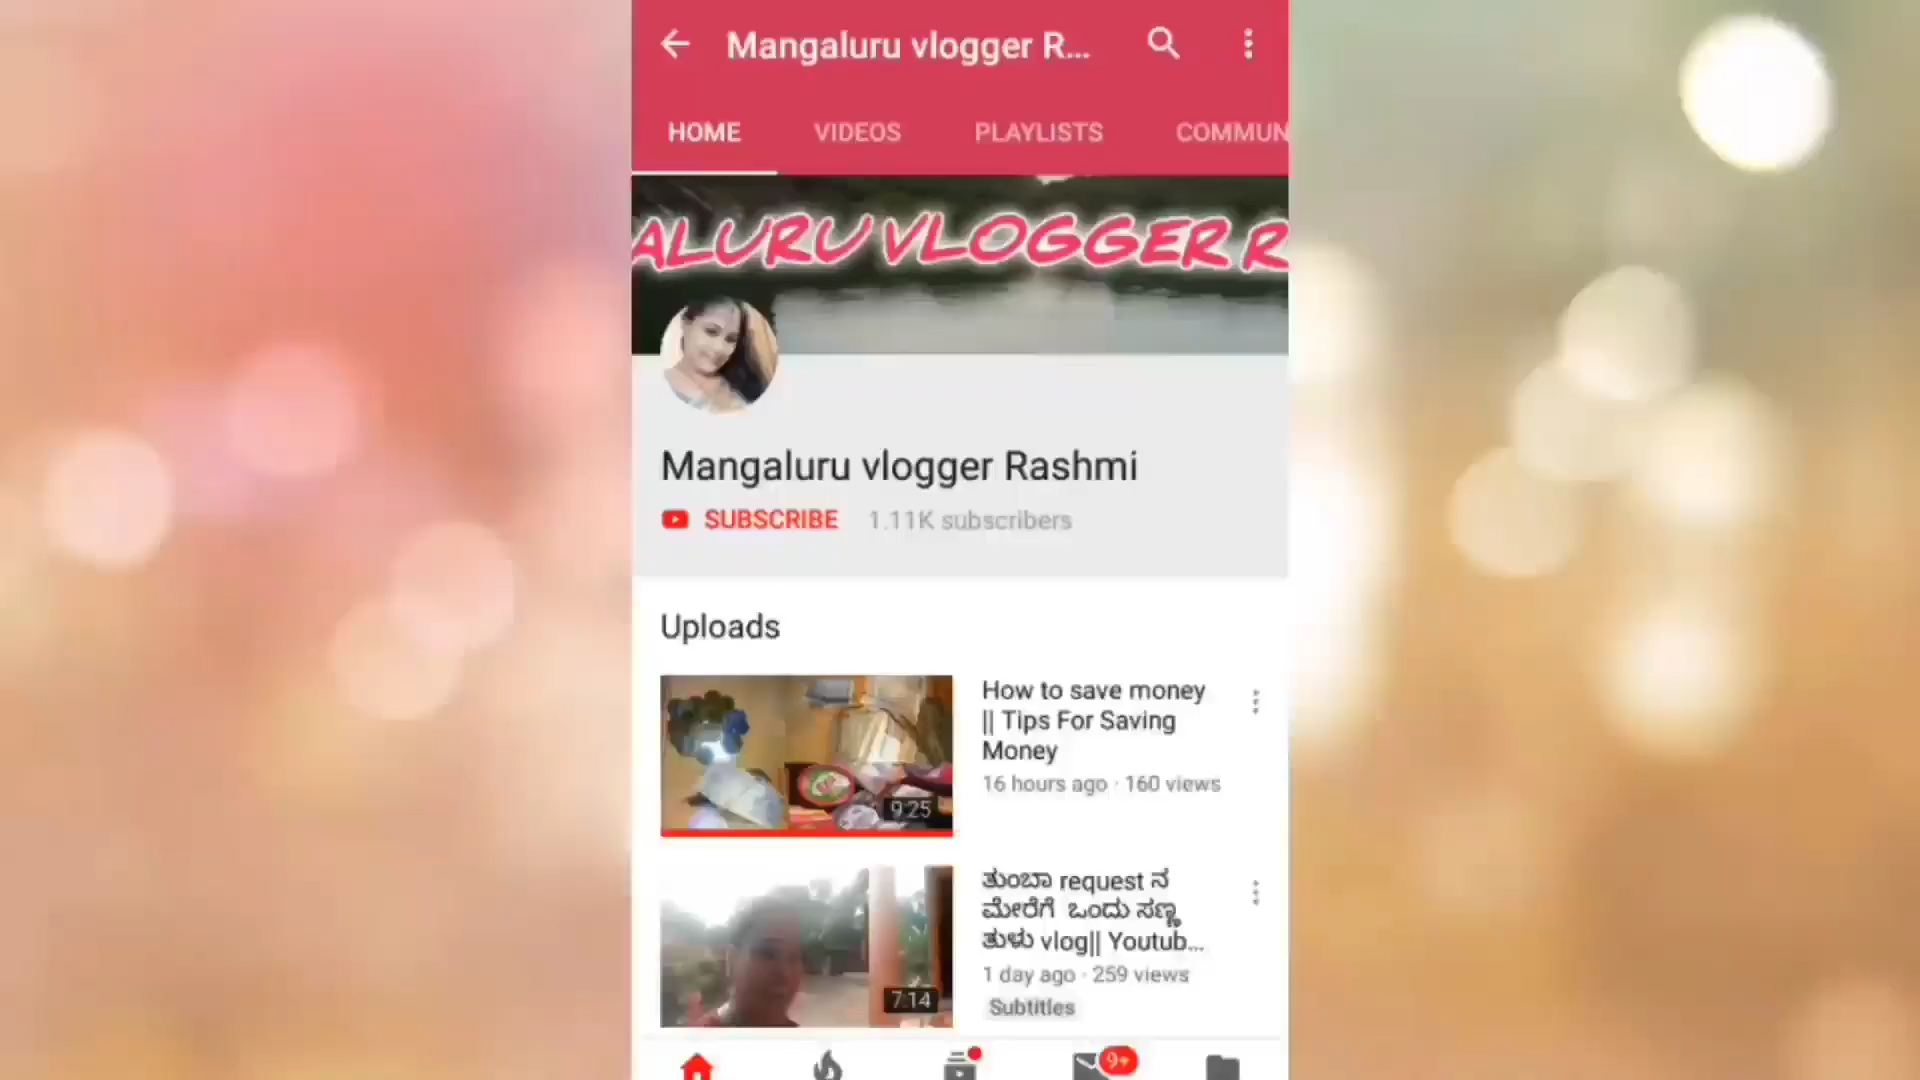 Mangaluru vlogger R...
HOME VIDEOS PLAYLISTS COMMUN
ALURU VLOGGER R
Mangaluru vlogger Rashmi
SUBSCRIBE 1.11K subscribers
Uploads
How to save money
|| Tips For Saving
Money
16 hours ago · 160 views
9:25
ತುಂಬಾ request ನ
ಮೇರೆಗೆ ಒಂದು ಸಣ್ಣ
ತುಳು vlog|| Youtub...
1 day ago · 259 views
7:14
Subtitles
9+